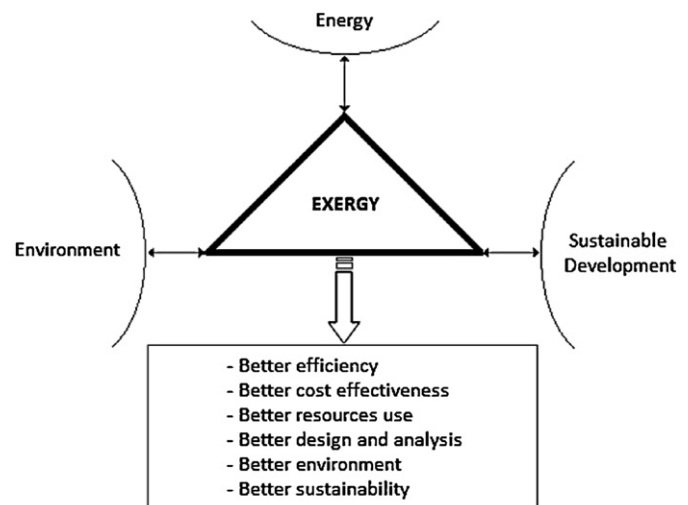 Energy
EXERGY
Environment
Sustainable
Development
- Better efficiency
- Better cost effectiveness
- Better resources use
- Better design and analysis
- Better environment
- Better sustainability